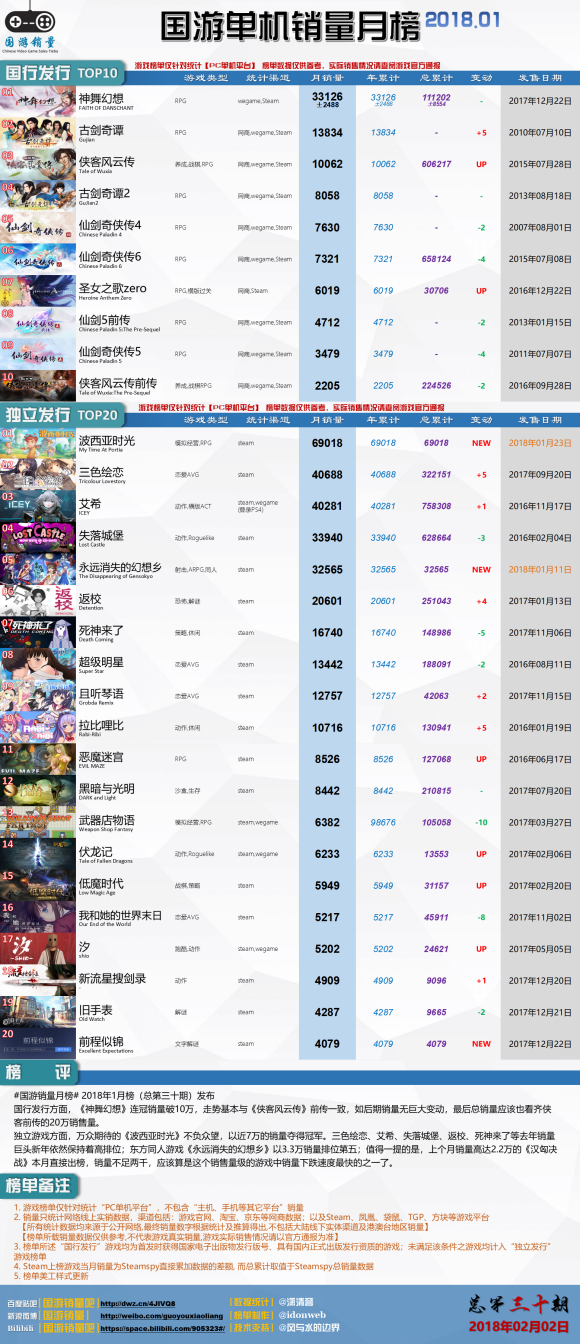 国游销量
Chinese Video Game Sales Tieba
国游单机销量月榜 2018.01
国行发行 TOP10
游戏榜单仅针对统计【PC单机平台】 榜单数据仅供参考，实际销售情况请查阅游戏官方通报
游戏类型 统计渠道 月销量 年累计 总累计 变动 发售日期
01 神舞幻想 FAITH OF DANSCHANT RPG wegame,Steam 33126 ±2488 33126 ±2488 111202 ±8554 - 2017年12月22日
02 古剑奇谭 Gujian RPG 网商,wegame,Steam 13834 13834 - +5 2010年07月10日
03 侠客风云传 Tale of Wuxia 养成,战棋,RPG 网商,wegame,Steam 10062 10062 606217 UP 2015年07月28日
04 古剑奇谭2 GuJian2 RPG 网商,wegame,Steam 8058 8058 - - 2013年08月18日
05 仙剑奇侠传4 Chinese Paladin 4 RPG 网商,wegame,Steam 7630 7630 - -2 2007年08月01日
06 仙剑奇侠传6 Chinese Paladin 6 RPG 网商,wegame,Steam 7321 7321 658124 -4 2015年07月08日
07 圣女之歌zero Heroine Anthem Zero RPG,横版过关 网商,Steam 6019 6019 30706 UP 2016年12月22日
08 仙剑5前传 Chinese Paladin 5:The Pre-Sequel RPG 网商,wegame,Steam 4712 4712 - -2 2013年01月15日
09 仙剑奇侠传5 Chinese Paladin 5 RPG 网商,wegame,Steam 3479 3479 - -4 2011年07月07日
10 侠客风云传前传 Tale of Wuxia:The Pre-Sequel 养成,战棋RPG 网商,wegame,Steam 2205 2205 224526 -2 2016年09月28日
独立发行 TOP20
游戏榜单仅针对统计【PC单机平台】 榜单数据仅供参考，实际销售情况请查阅游戏官方通报
游戏类型 统计渠道 月销量 年累计 总累计 变动 发售日期
01 波西亚时光 My Time At Portia 模拟经营,RPG steam 69018 69018 69018 NEW 2018年01月23日
02 三色绘恋 Tricolour Lovestory 恋爱AVG steam 40688 40688 322151 +5 2017年09月20日
03 艾希 ICEY 动作,横版ACT steam,wegame (登录PS4) 40281 40281 758308 +1 2016年11月17日
04 失落城堡 Lost Castle 动作,Roguelike steam 33940 33940 628664 -3 2016年02月04日
05 永远消失的幻想乡 The Disappearing of Gensokyo 射击,ARPG,同人 steam 32565 32565 32565 NEW 2018年01月11日
06 返校 Detention 恐怖,解谜 steam 20601 20601 251043 +4 2017年01月13日
07 死神来了 Death Coming 策略,休闲 steam 16740 16740 148986 -5 2017年11月06日
08 超级明星 Super Star 恋爱AVG steam 13442 13442 188091 -2 2016年08月11日
09 且听琴语 Grobda Remix 恋爱AVG steam 12757 12757 42063 +2 2017年11月15日
10 拉比哩比 Rabi-Ribi 动作,休闲 steam 10716 10716 130941 +5 2016年01月19日
11 恶魔迷宫 EVIL MAZE RPG steam 8526 8526 127068 UP 2016年06月17日
12 黑暗与光明 DARK and Light 沙盒,生存 steam 8442 8442 210815 - 2017年07月20日
13 武器店物语 Weapon Shop Fantasy 模拟经营,RPG steam,wegame 6382 98676 105058 -10 2017年03月27日
14 伏龙记 Tale of Fallen Dragons 动作,Roguelike steam,wegame 6233 6233 13553 UP 2017年02月06日
15 低魔时代 Low Magic Age 战棋,策略 steam 5949 5949 31157 UP 2017年02月20日
16 我和她的世界末日 Our End of the World 恋爱AVG steam 5217 5217 45911 -8 2017年11月02日
17 汐 shio 跑酷,动作 steam,wegame 5202 5202 24621 UP 2017年05月05日
18 新流星搜剑录 动作 steam 4909 4909 9096 +1 2017年12月20日
19 旧手表 Old Watch 解谜 steam 4287 4287 9665 -2 2017年12月21日
20 前程似锦 Excellent Expectations 文字解谜 steam 4079 4079 4079 NEW 2017年12月22日
榜 评
#国游销量月榜# 2018年1月榜（总第三十期）发布
国行发行方面，《神舞幻想》连冠销量破10万，走势基本与《侠客风云传》前传一致，如后期销量无巨大变动，最后总销量应该也看齐侠
客前传的20万销量。
独立游戏方面，万众期待的《波西亚时光》不负众望，以近7万的销量夺得冠军。三色绘恋、艾希、失落城堡、返校、死神来了等去年销量
巨头新年依然保持着高排位；东方同人游戏《永远消失的幻想乡》以3.3万销量排位第五；值得一提的是，上个月销量高达2.2万的《汉匈决
战》本月直接出榜，销量不足两千，应该算是这个销售量级的游戏中销量下跌速度最快的之一了。
榜单备注
1. 游戏榜单仅针对统计“PC单机平台”，不包含“主机、手机等其它平台”销量
2. 销量只统计网络线上实销数据，渠道包括：游戏官网、淘宝、京东等网商数据；以及Steam、凤凰、袋鼠、TGP、方块等游戏平台
【所有统计数据均来源于公开网络,最终销量数字根据统计及推算得出,不包括大陆线下实体渠道及港澳台地区销量】
【榜单所载销量数据仅供参考,不代表游戏真实销量,游戏实际销售情况请以官方通报为准】
3. 榜单所述“国行发行”游戏均为首发时获得国家电子出版物发行版号、具有国内正式出版发行资质的游戏；未满足该条件之游戏均计入“独立发行”
游戏榜单
4. Steam上榜游戏当月销量为Steamspy直接累加数据的差额, 而总累计取值于Steamspy总销量数据
5. 榜单美工样式更新
百度贴吧【国游销量吧】http://dwz.cn/4JIVQ8 【数据统计】@潇清音
新浪微博【国游销量】http://weibo.com/guoyouxiaoliang 【榜单制作】@idonweb
Bilibili【国游销量吧】https://space.bilibili.com/905323#/ 【技术支持】@风与水的边界
总第三十期
2018年02月02日